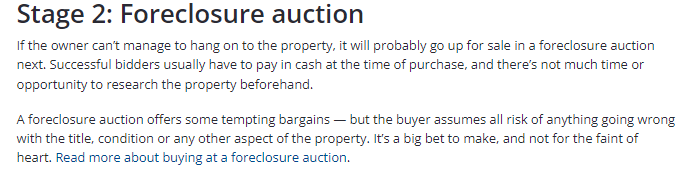 Stage 2: Foreclosure auction
If the owner can't manage to hang on to the property, it will probably go up for sale in a foreclosure auction
next. Successful bidders usually have to pay in cash at the time of purchase, and there's not much time or
opportunity to research the property beforehand.
A foreclosure auction offers some tempting bargains — but the buyer assumes all risk of anything going wrong
with the title, condition or any other aspect of the property. It's a big bet to make, and not for the faint of
heart. Read more about buying at a foreclosure auction.